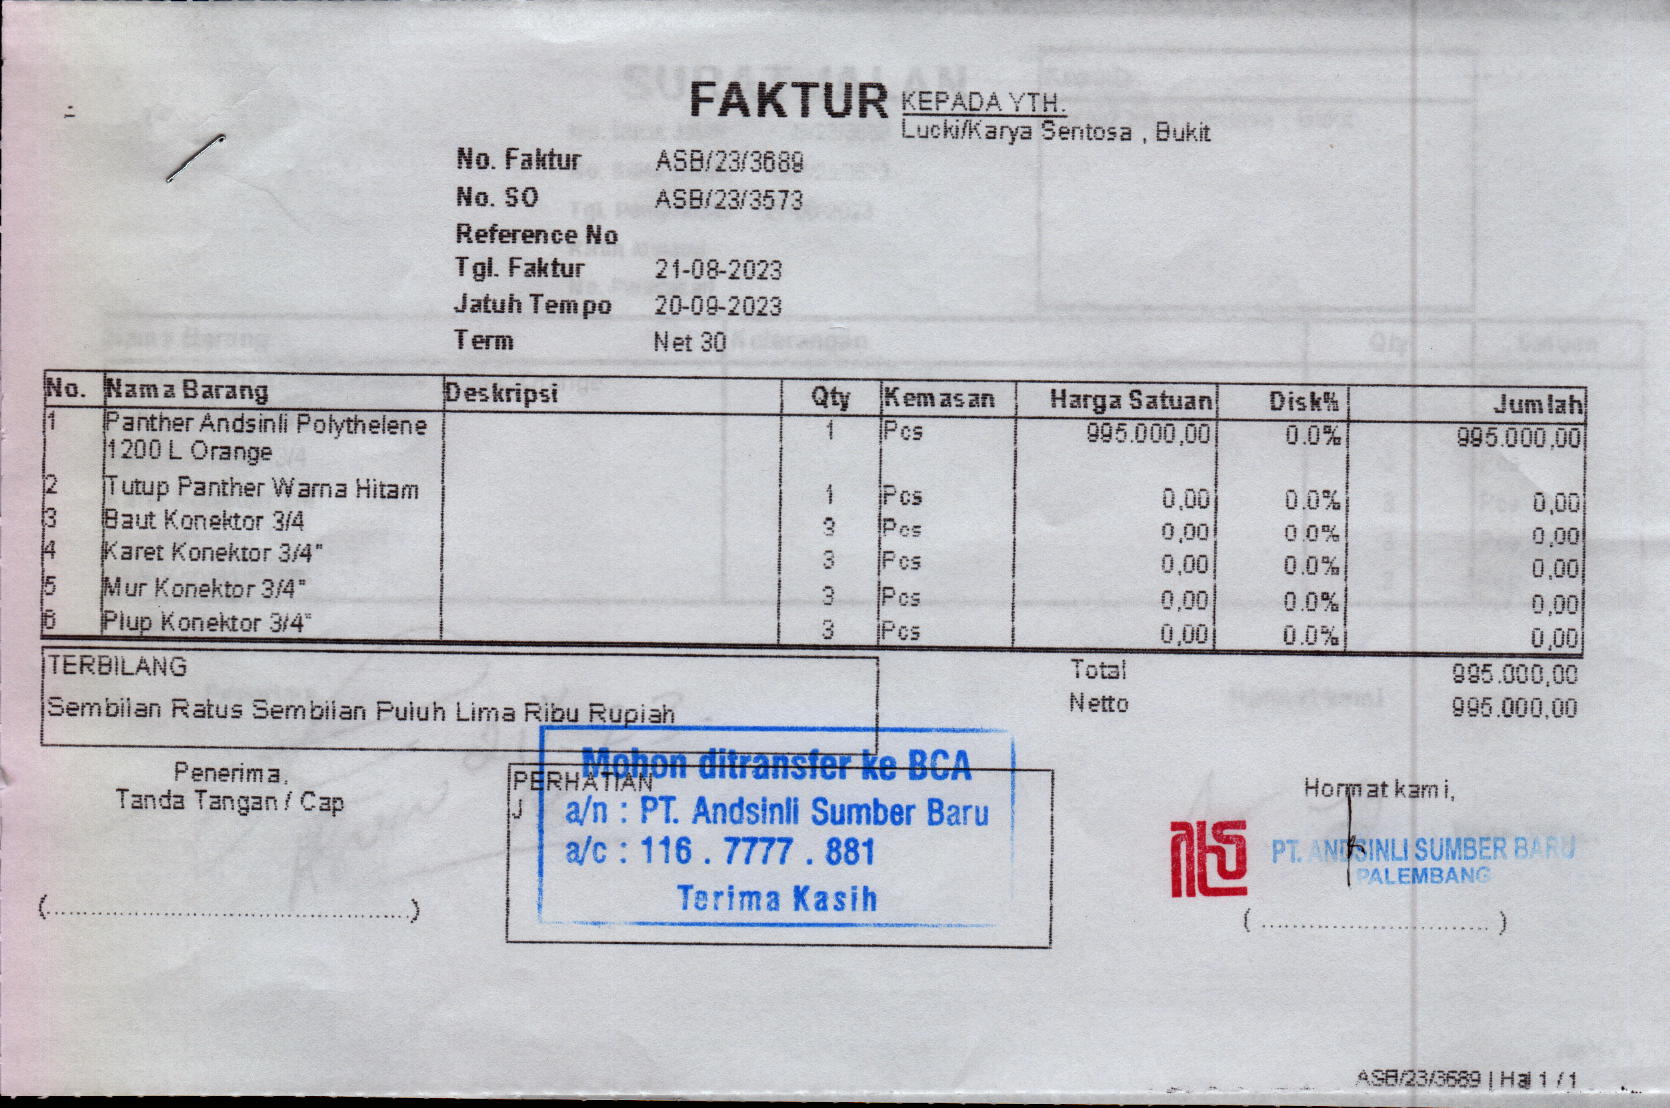 FAKTUR
KEPADA YTH.
Lucki/Karya Sentosa , Bukit
No. Faktur ASB/23/3689
No. SO ASB/23/3573
Reference No
Tgl. Faktur 21-08-2023
Jatuh Tempo 20-09-2023
Term Net 30
No. Nama Barang Deskripsi Qty Kemasan Harga Satuan Disk% Jumlah
1 Panther Andsinli Polythelene 1 Pcs 995.000,00 0.0% 995.000,00
1200 L Orange
2 Tutup Panther Warna Hitam 1 Pcs 0,00 0.0% 0,00
3 Baut Konektor 3/4 3 Pcs 0,00 0.0% 0,00
4 Karet Konektor 3/4" 3 Pcs 0,00 0.0% 0,00
5 Mur Konektor 3/4" 3 Pcs 0,00 0.0% 0,00
6 Plup Konektor 3/4" 3 Pcs 0,00 0.0% 0,00
TERBILANG
Sembilan Ratus Sembilan Puluh Lima Ribu Rupiah
Total 995.000,00
Netto 995.000,00
Penerima,
Tanda Tangan / Cap
(..........................................)
PERHATIAN
J
Mohon ditransfer ke BCA
a/n : PT. Andsinli Sumber Baru
a/c : 116 . 7777 . 881
Terima Kasih
Hormat kami,
PT. ANDSINLI SUMBER BARU
PALEMBANG
( ............................. )
ASB/23/3689 | Hal 1 / 1